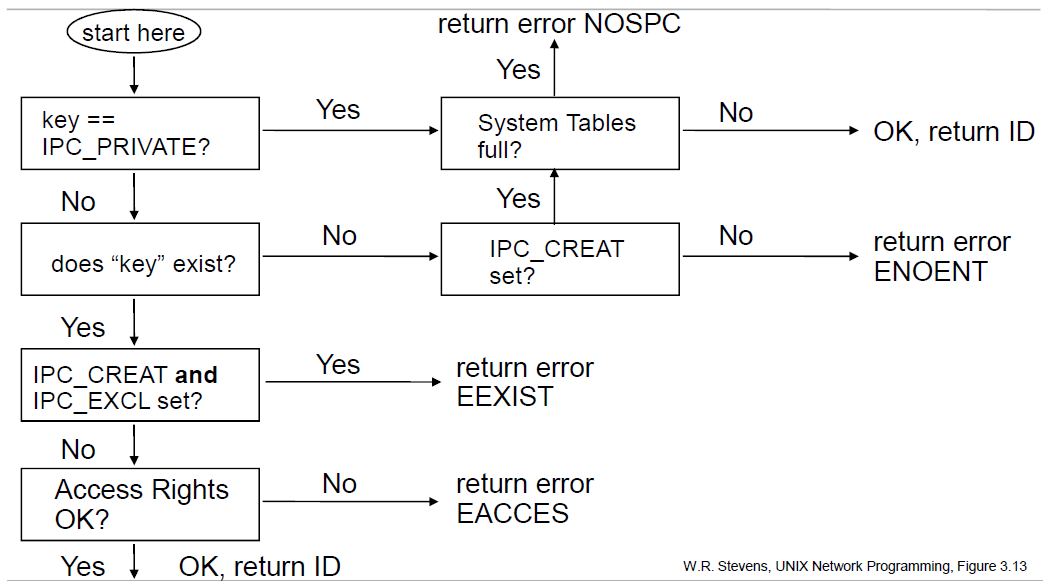 start here
return error NOSPC
Yes
key ==
IPC_PRIVATE?
Yes
System Tables
full?
No
OK, return ID
No
Yes
does “key” exist?
No
IPC_CREAT
set?
No
return error
ENOENT
Yes
IPC_CREAT and
IPC_EXCL set?
Yes
return error
EEXIST
No
Access Rights
OK?
No
return error
EACCES
Yes
OK, return ID
W.R. Stevens, UNIX Network Programming, Figure 3.13